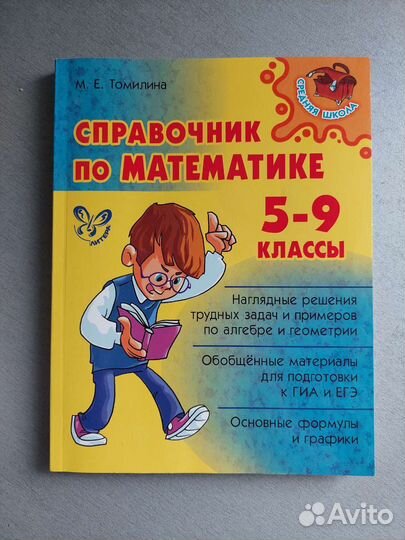 М. Е. Томилина
СРЕДНЯЯ ШКОЛА
СПРАВОЧНИК
ПО МАТЕМАТИКЕ
5-9
КЛАССЫ
ЛИТЕРА
Наглядные решения
трудных задач и примеров
по алгебре и геометрии
Обобщённые материалы
для подготовки
к ГИА и ЕГЭ
Основные формулы
и графики
Avito